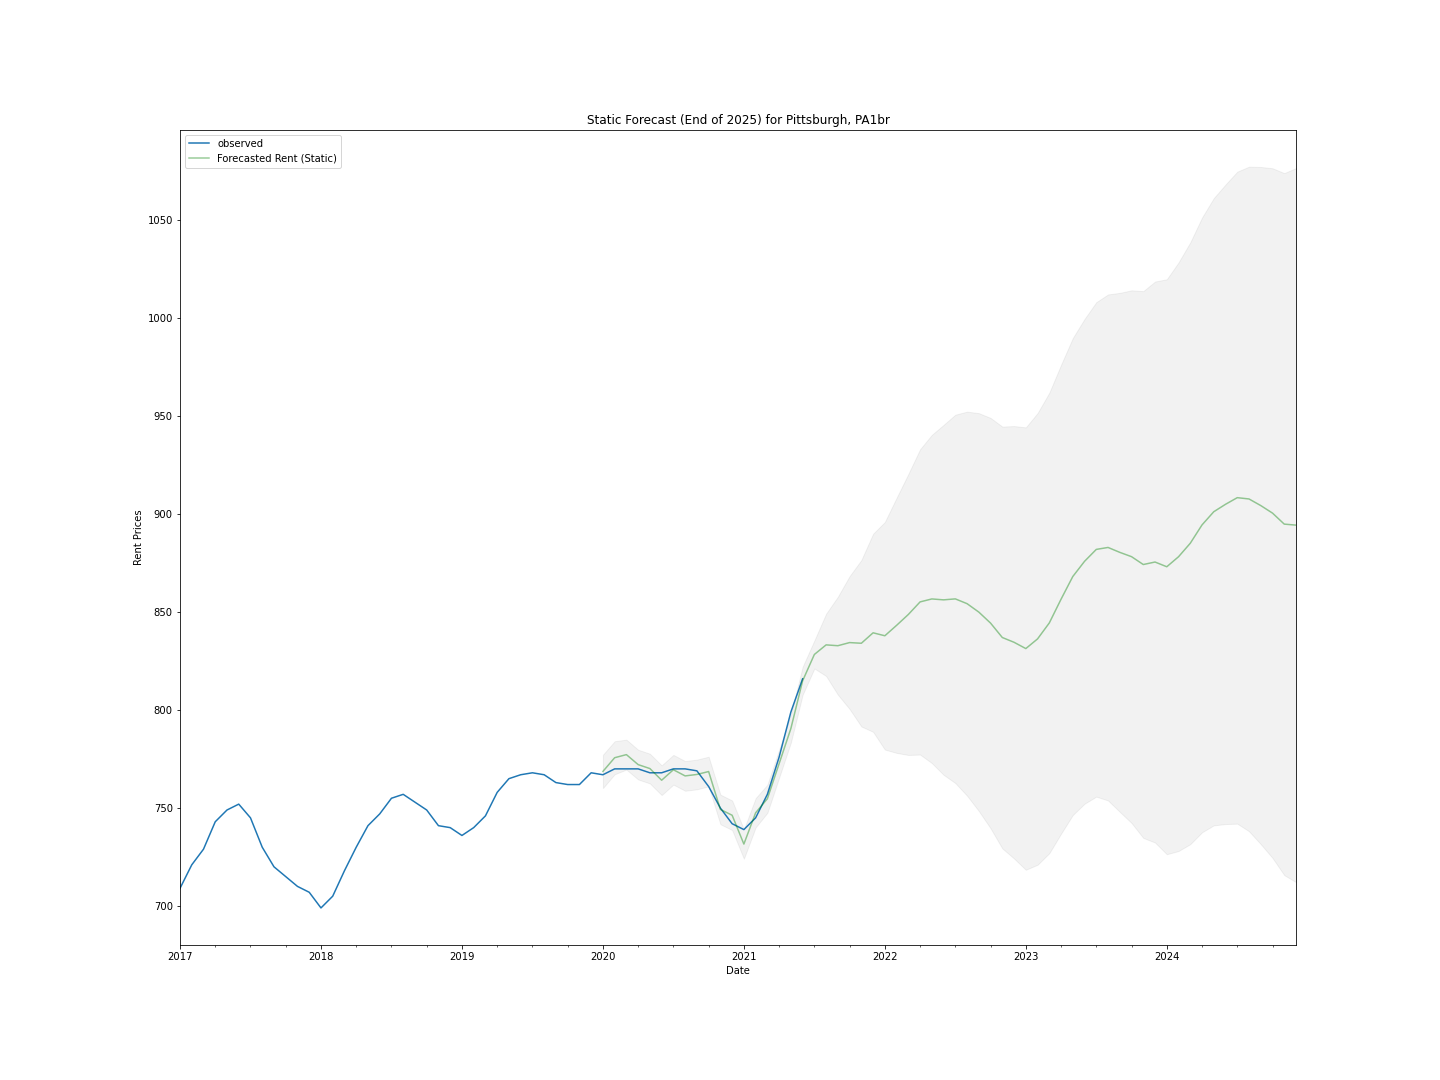 Static Forecast (End of 2025) for Pittsburgh, PA1br
observed
Forecasted Rent (Static)
1050
1000
950
900
850
800
750
700
Rent Prices
2017 2018 2019 2020 2021 2022 2023 2024
Date